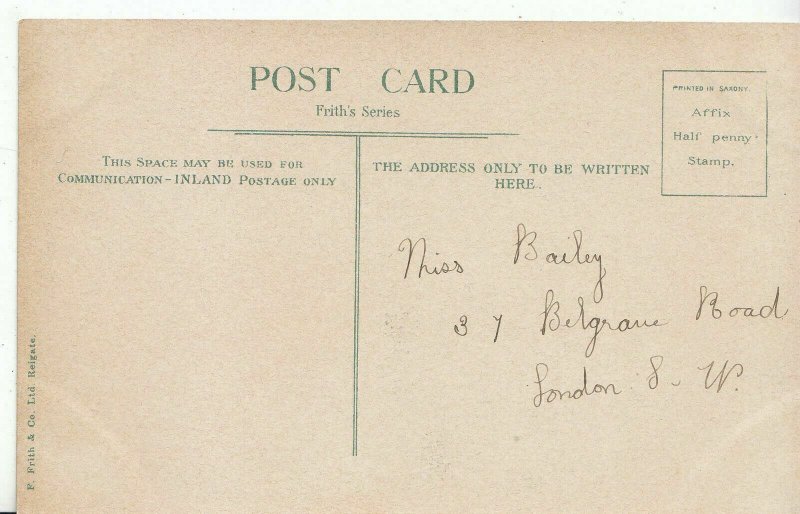 POST CARD
Frith's Series
PRINTED IN SAXONY.
Affix
Half penny
Stamp.
THIS SPACE MAY BE USED FOR
COMMUNICATION - INLAND POSTAGE ONLY
THE ADDRESS ONLY TO BE WRITTEN
HERE.
Miss Bailey
37 Belgrave Road
London S. W.
F. Frith & Co. Ltd Reigate.